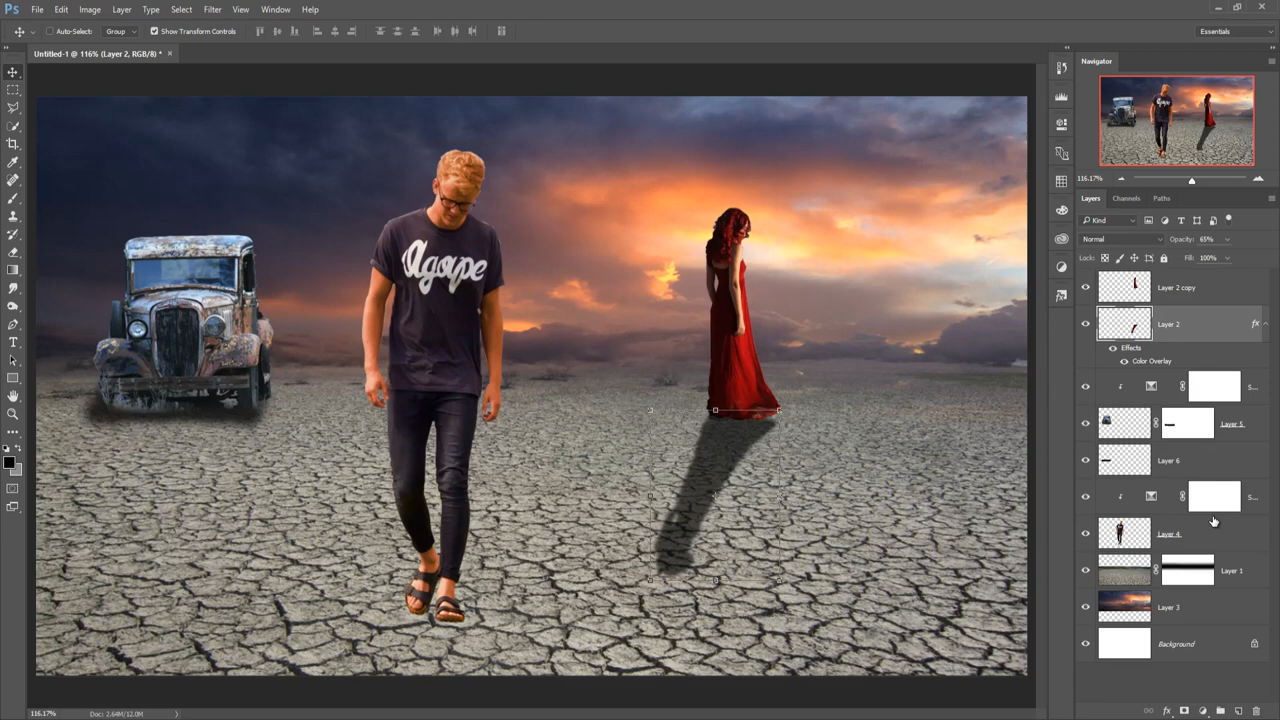 Ps File Edit Image Layer Type Select Filter View Window Help
Auto-Select: Group Show Transform Controls Essentials
Untitled-1 @ 116% (Layer 2, RGB/8) * ×
Navigator
116.17%
Layers Channels Paths
Kind
Normal Opacity: 65%
Lock: Fill: 100%
Layer 2 copy
Layer 2 fx
Effects
Color Overlay
S...
Layer 5
Layer 6
S...
Layer 4
Layer 1
Layer 3
Background
Agape
116.17% Doc: 2.64M/12.0M